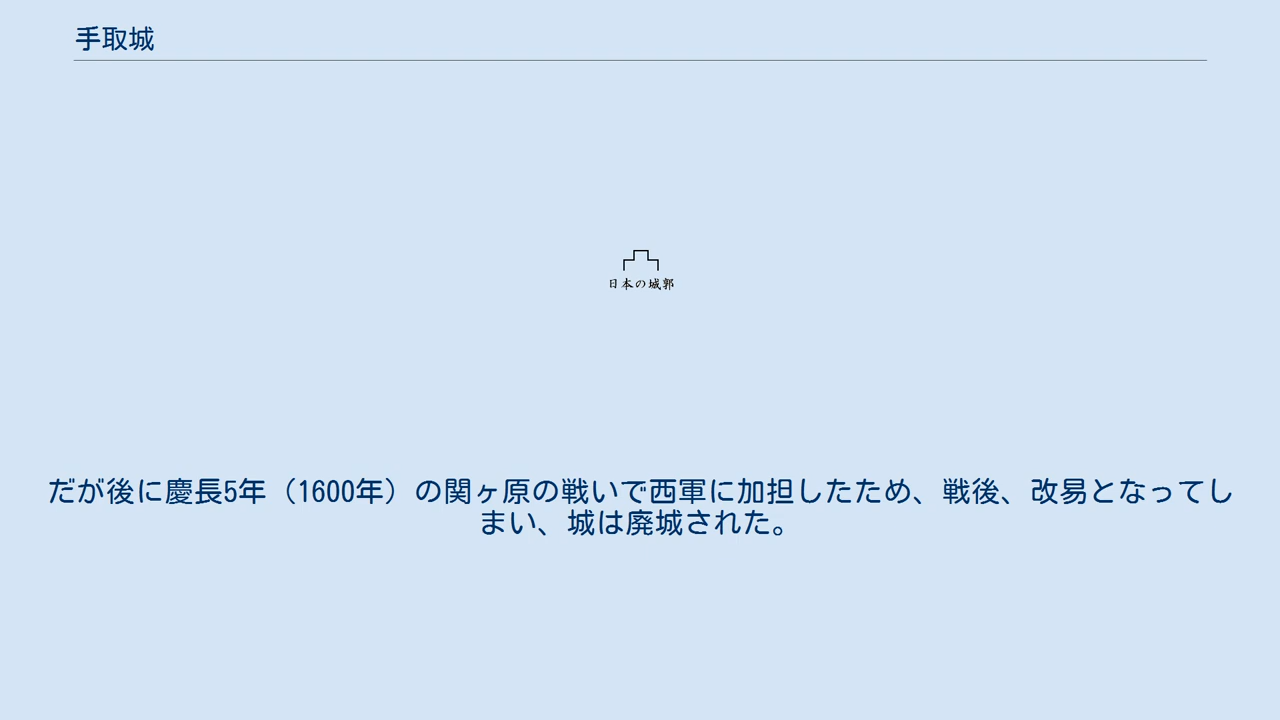 手取城
日本の城郭
だが後に慶長5年（1600年）の関ヶ原の戦いで西軍に加担したため、戦後、改易となってし
まい、城は廃城された。